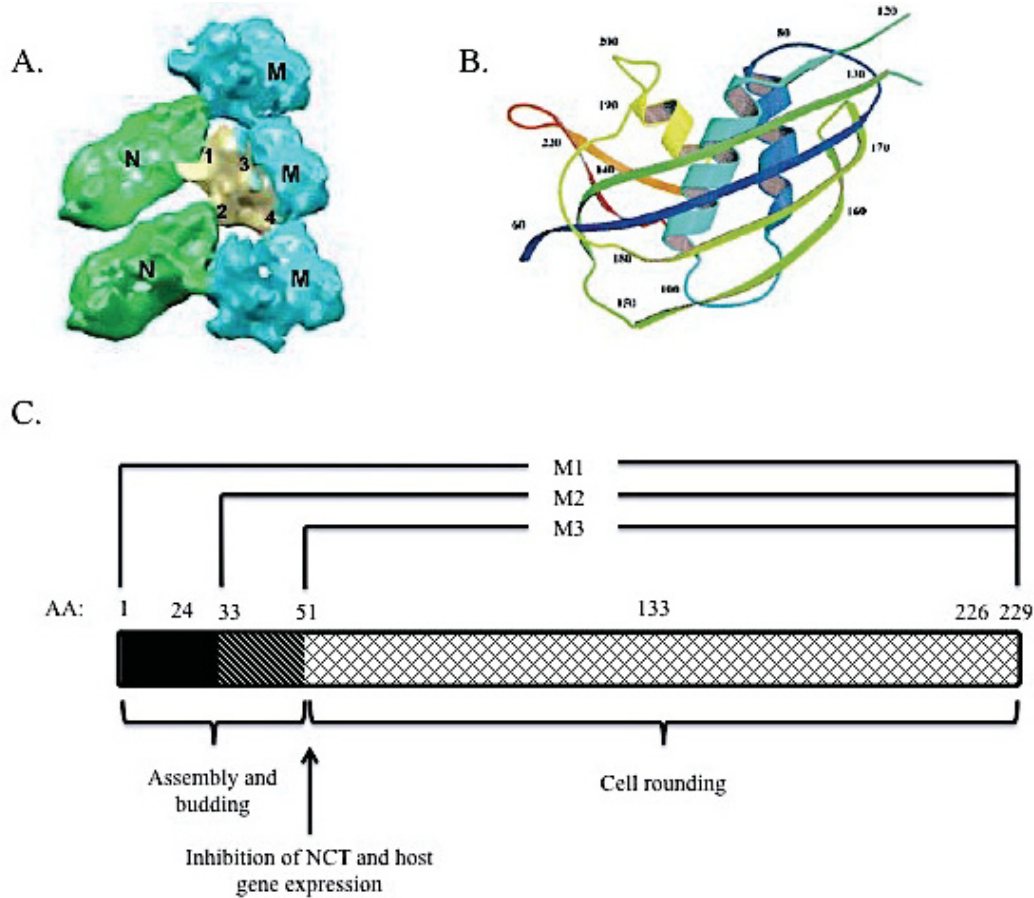 A.
M
N
1
3
M
2
4
N
M
B.
120
80
200
130
190
170
140
60
160
180
100
150
C.
M1
M2
M3
AA: 1 24 33 51 133 226 229
Assembly and
budding
Cell rounding
Inhibition of NCT and host
gene expression